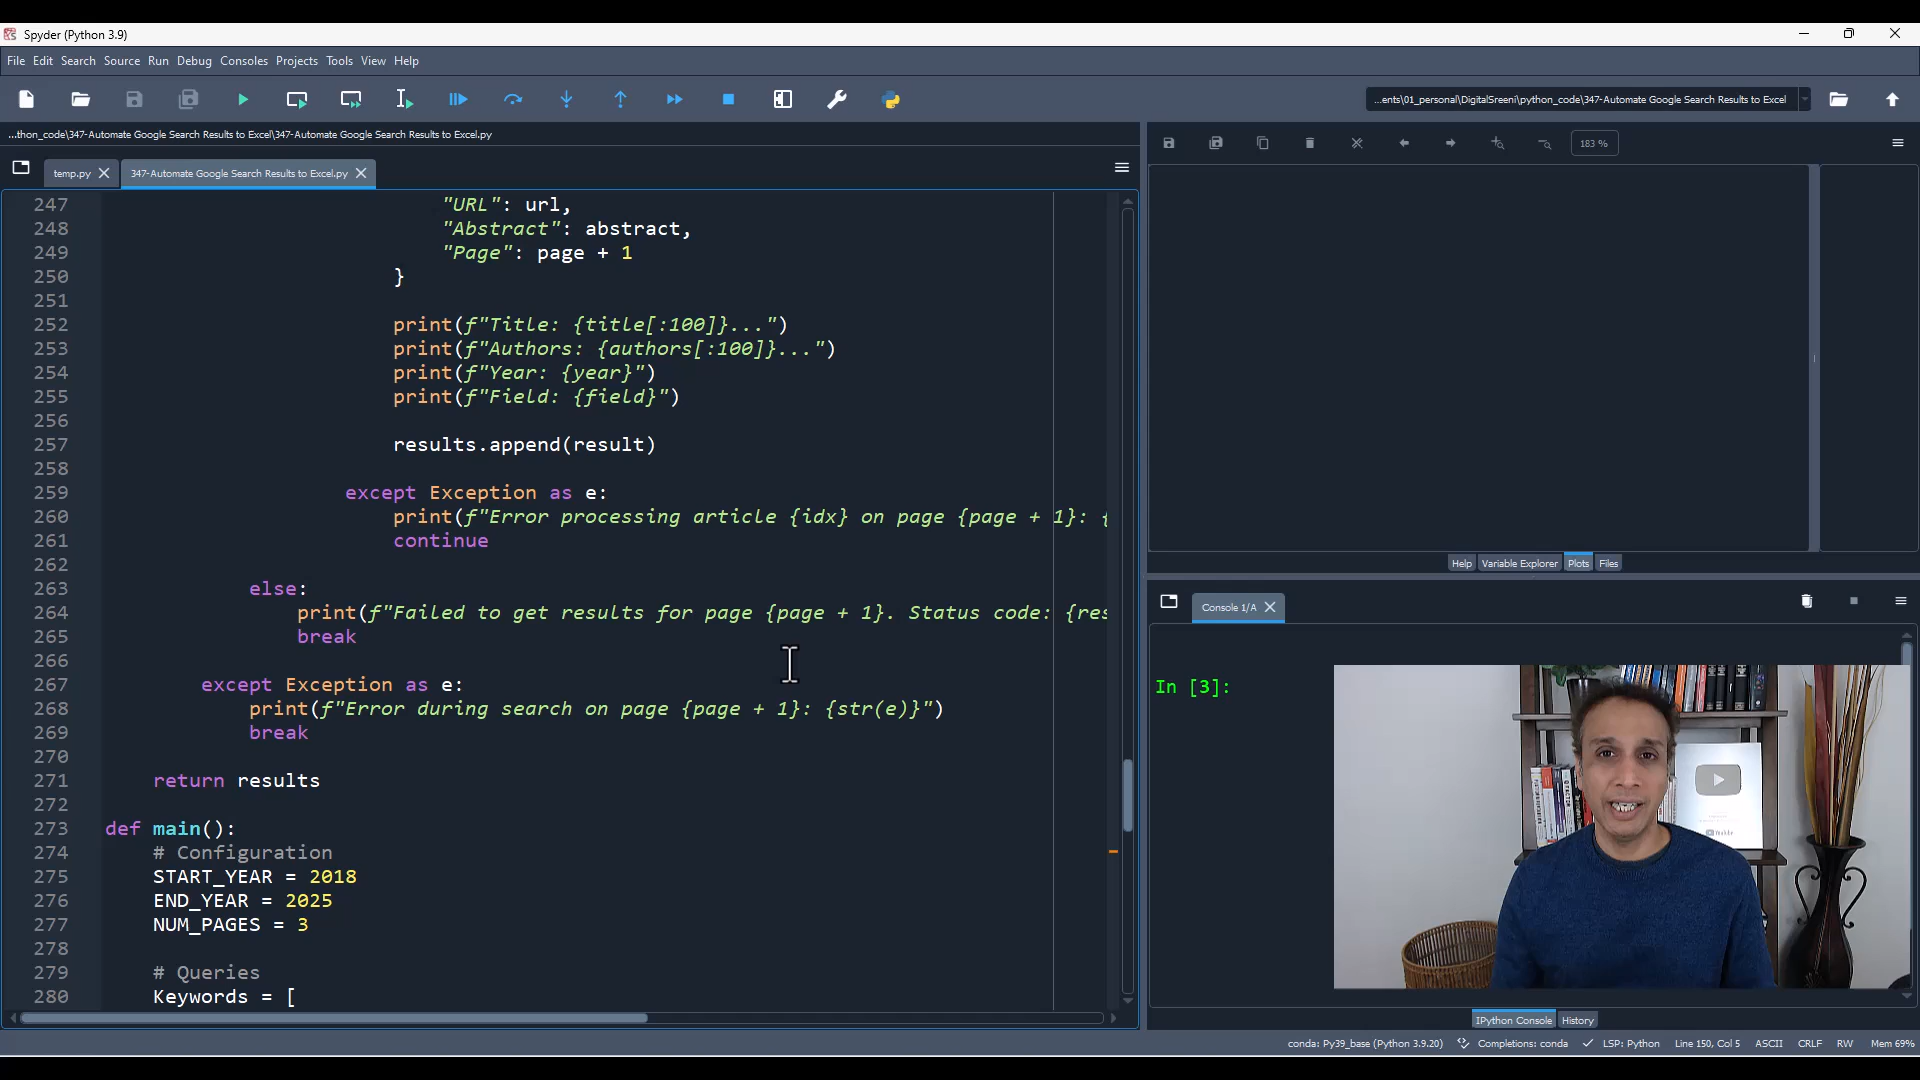 Spyder (Python 3.9)
File Edit Search Source Run Debug Consoles Projects Tools View Help
...ents\01_personal\DigitalSreeni\python_code\347-Automate Google Search Results to Excel
...thon_code\347-Automate Google Search Results to Excel\347-Automate Google Search Results to Excel.py
temp.py
347-Automate Google Search Results to Excel.py
183 %
247 "URL": url,
248 "Abstract": abstract,
249 "Page": page + 1
250 }
251
252 print(f"Title: {title[:100]}...")
253 print(f"Authors: {authors[:100]}...")
254 print(f"Year: {year}")
255 print(f"Field: {field}")
256
257 results.append(result)
258
259 except Exception as e:
260 print(f"Error processing article {idx} on page {page + 1}: {
261 continue
262
263 else:
264 print(f"Failed to get results for page {page + 1}. Status code: {res
265 break
266
267 except Exception as e:
268 print(f"Error during search on page {page + 1}: {str(e)}")
269 break
270
271 return results
272
273 def main():
274 # Configuration
275 START_YEAR = 2018
276 END_YEAR = 2025
277 NUM_PAGES = 3
278
279 # Queries
280 Keywords = [
Help Variable Explorer Plots Files
Console 1/A
In [3]:
IPython Console History
conda: Py39_base (Python 3.9.20) Completions: conda LSP: Python Line 150, Col 5 ASCII CRLF RW Mem 69%